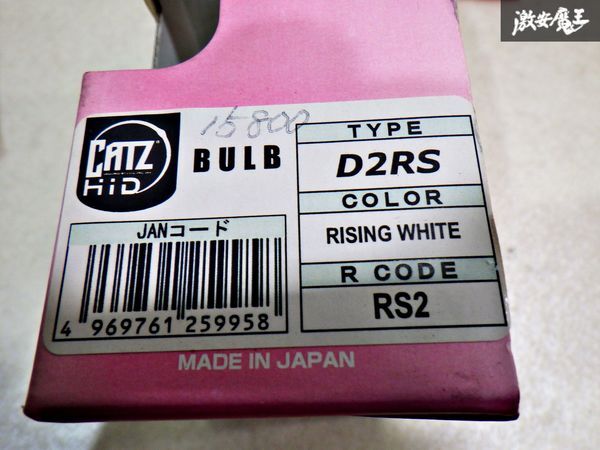 激安魔王
15800
CATZ
HiD
BULB
TYPE
D2RS
COLOR
RISING WHITE
R CODE
RS2
JANコード
4 969761 259958
MADE IN JAPAN